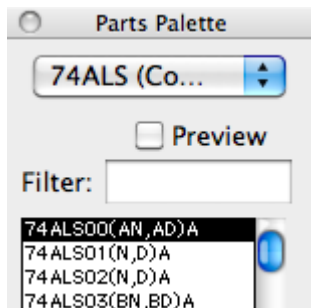 Parts Palette
74ALS (Co...
Preview
Filter:
74ALS00(AN,AD)A
74ALS01(N,D)A
74ALS02(N,D)A
74ALS03(BN,BD)A